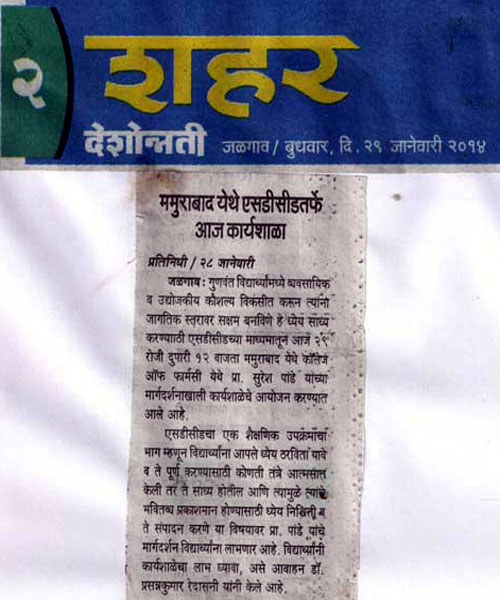 २
शहर
देशोन्नती जळगाव/ बुधवार, दि. २९ जानेवारी २०१४
ममुराबाद येथे एसडीसीडतर्फे
आज कार्यशाळा
प्रतिनिधी / २८ जानेवारी
जळगाव : गुणवंत विद्यार्थ्यांमध्ये व्यवसायिक
व उद्योजकीय कौशल्य विकसीत करून त्यांना
जागतिक स्तरावर सक्षम बनविणे हे ध्येय साध्य
करण्यााठी एसडीसीडच्या माध्यमातून आज २९
रोजी दुपारी १२ वाजता ममुराबाद येथे कॉलेज
ऑफ फार्मसी येथे प्रा. सुरेश पांडे यांच्या
मार्गदर्शनाखाली कार्यशाळेचे आयोजन करण्यात
आले आहे.
एसडीसीडचा एक शैक्षणिक उपक्रमाचा
भाग म्हणून विद्यार्थ्यांना आपले ध्येय ठरविता यावे
व ते पूर्ण करण्यासाठी कोणती तंत्रे आत्मसात
केली तर ते साध्य होतील आणि त्यामुळे त्यांचे
भवितव्य प्रकाशमान होण्यासाठी ध्येय निश्चिती व
ते संपादन करणे या विषयावर प्रा. पांडे यांचे
मार्गदर्शन विद्यार्थ्यांना लाभणार आहे. विद्यार्थ्यांनी
कार्यशाळेचा लाभ घ्यावा, असे आवाहन डॉ.
प्रसन्नकुमार रेदासनी यांनी केले आहे.